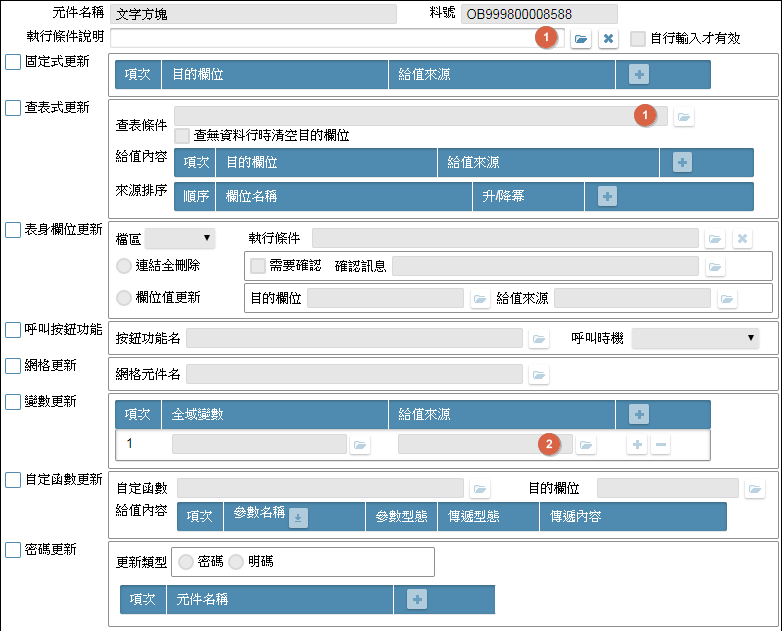 元件名稱 文字方塊 料號 OB999800008588
執行條件說明 1 自行輸入才有效
固定式更新
項次 目的欄位 給值來源
查表式更新
查表條件 1
查無資料行時清空目的欄位
給值內容 項次 目的欄位 給值來源
來源排序 順序 欄位名稱 升/降冪
表身欄位更新
檔區 執行條件
連結全刪除 需要確認 確認訊息
欄位值更新 目的欄位 給值來源
呼叫按鈕功能
按鈕功能名 呼叫時機
網格更新
網格元件名
變數更新
項次 全域變數 給值來源
1 2
自定函數更新
自定函數 目的欄位
給值內容 項次 參數名稱 參數型態 傳遞型態 傳遞內容
密碼更新
更新類型 密碼 明碼
項次 元件名稱